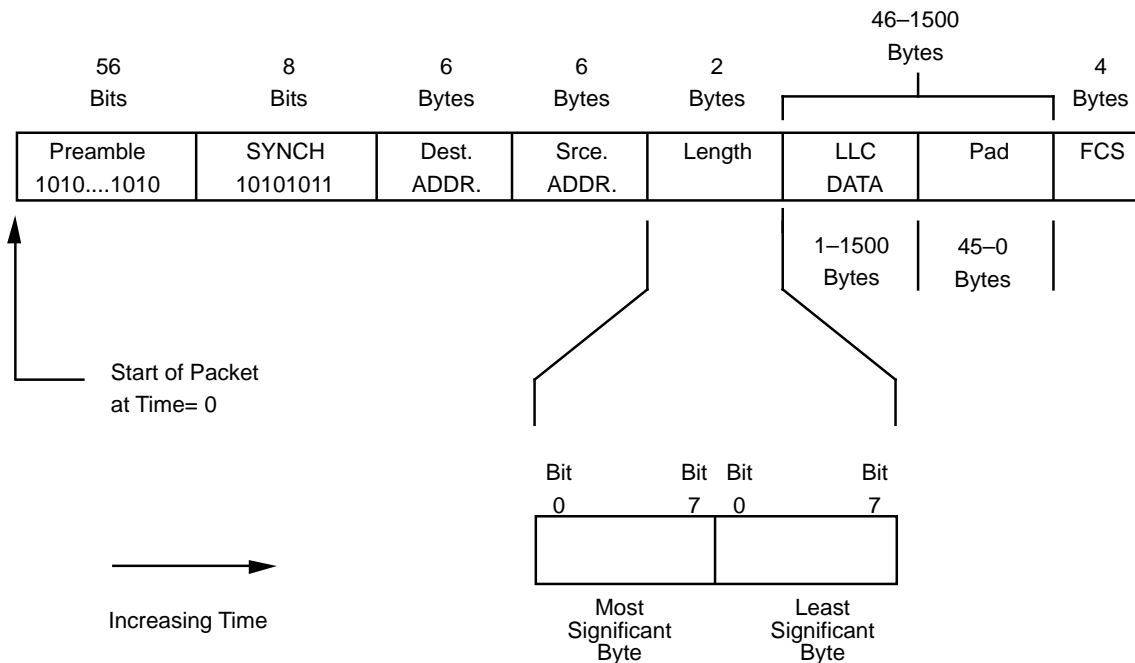 46–1500
Bytes
56
Bits
8
Bits
6
Bytes
6
Bytes
2
Bytes
4
Bytes
Preamble
1010....1010
SYNCH
10101011
Dest.
ADDR.
Srce.
ADDR.
Length
LLC
DATA
Pad
FCS
1–1500
Bytes
45–0
Bytes
Start of Packet
at Time= 0
Bit
0
Bit
7
Bit
0
Bit
7
Increasing Time
Most
Significant
Byte
Least
Significant
Byte